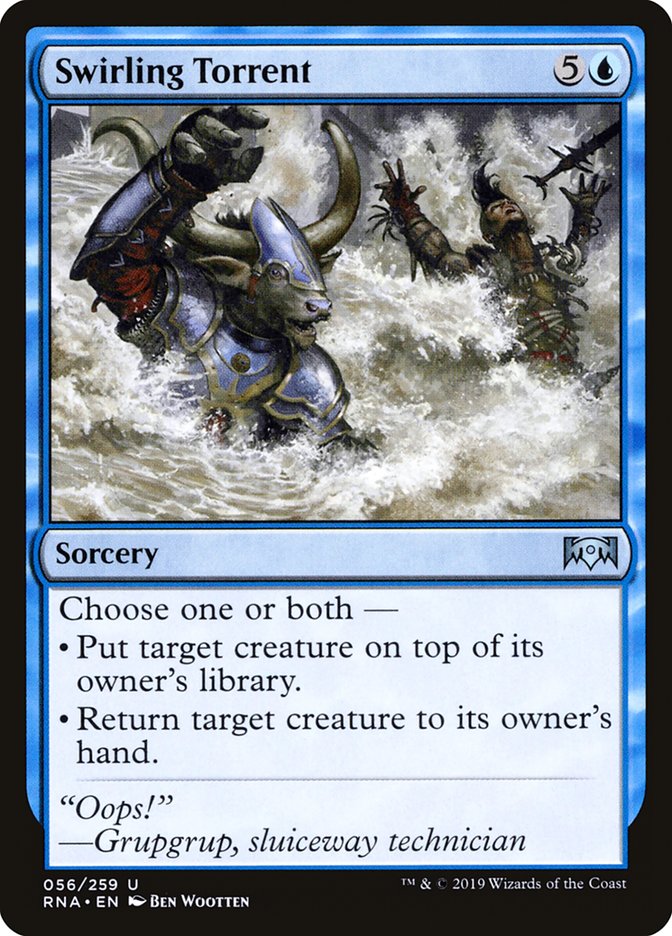 Swirling Torrent 5
Sorcery
Choose one or both —
• Put target creature on top of its
owner's library.
• Return target creature to its owner's
hand.
"Oops!"
—Grupgrup, sluiceway technician
056/259 U
RNA • EN Ben Wootten
™ & © 2019 Wizards of the Coast